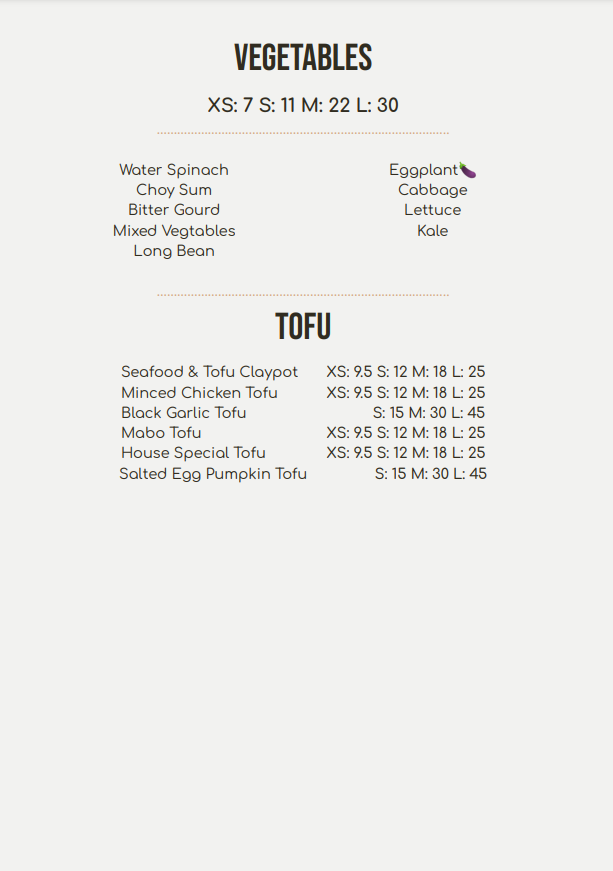 VEGETABLES
XS: 7 S: 11 M: 22 L: 30
Water Spinach
Choy Sum
Bitter Gourd
Mixed Vegtables
Long Bean
Eggplant🍆
Cabbage
Lettuce
Kale
TOFU
Seafood & Tofu Claypot XS: 9.5 S: 12 M: 18 L: 25
Minced Chicken Tofu XS: 9.5 S: 12 M: 18 L: 25
Black Garlic Tofu S: 15 M: 30 L: 45
Mabo Tofu XS: 9.5 S: 12 M: 18 L: 25
House Special Tofu XS: 9.5 S: 12 M: 18 L: 25
Salted Egg Pumpkin Tofu S: 15 M: 30 L: 45